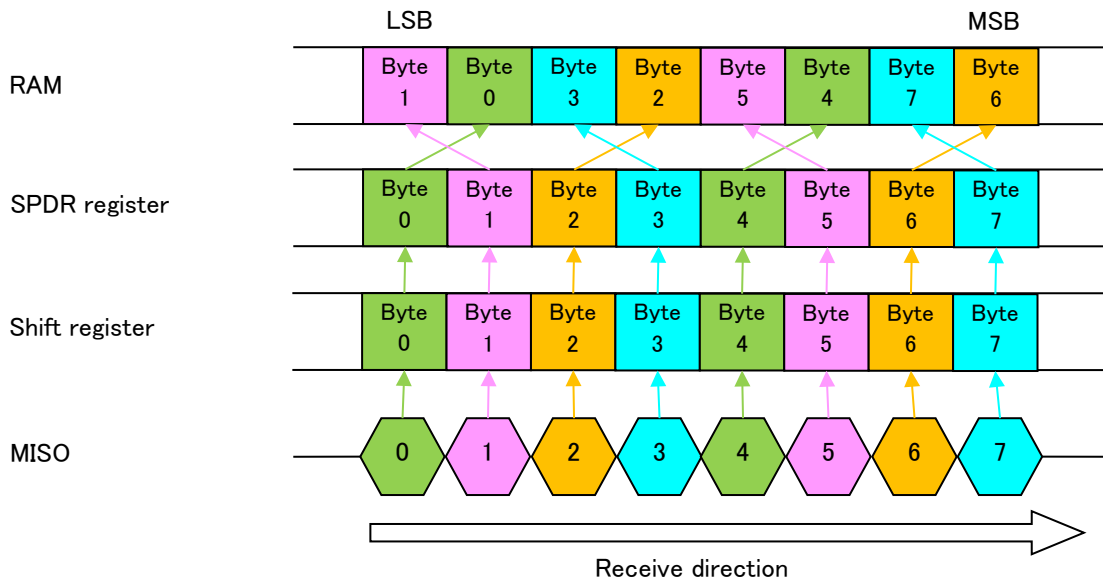 LSB MSB
RAM
Byte Byte Byte Byte Byte Byte Byte Byte
1 0 3 2 5 4 7 6
SPDR register
Byte Byte Byte Byte Byte Byte Byte Byte
0 1 2 3 4 5 6 7
Shift register
Byte Byte Byte Byte Byte Byte Byte Byte
0 1 2 3 4 5 6 7
MISO 0 1 2 3 4 5 6 7
Receive direction